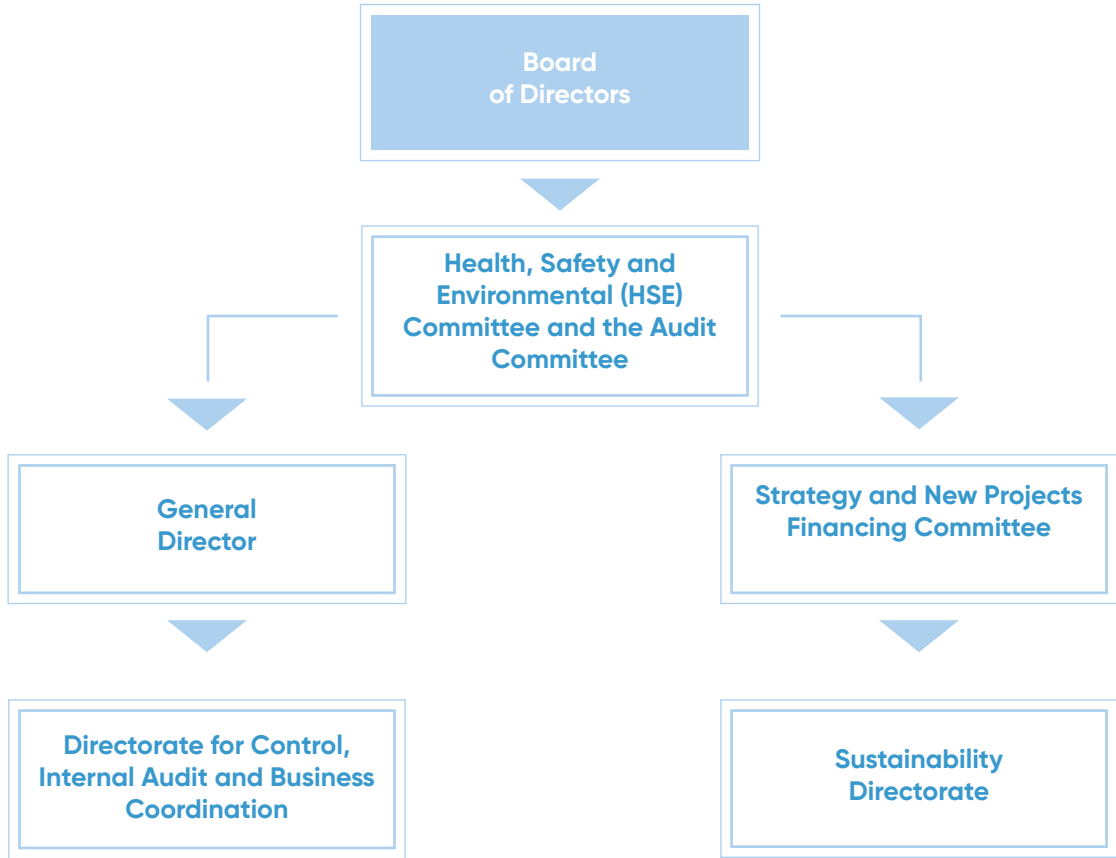 Board
of Directors
Health, Safety and
Environmental (HSE)
Committee and the Audit
Committee
General
Director
Strategy and New Projects
Financing Committee
Directorate for Control,
Internal Audit and Business
Coordination
Sustainability
Directorate